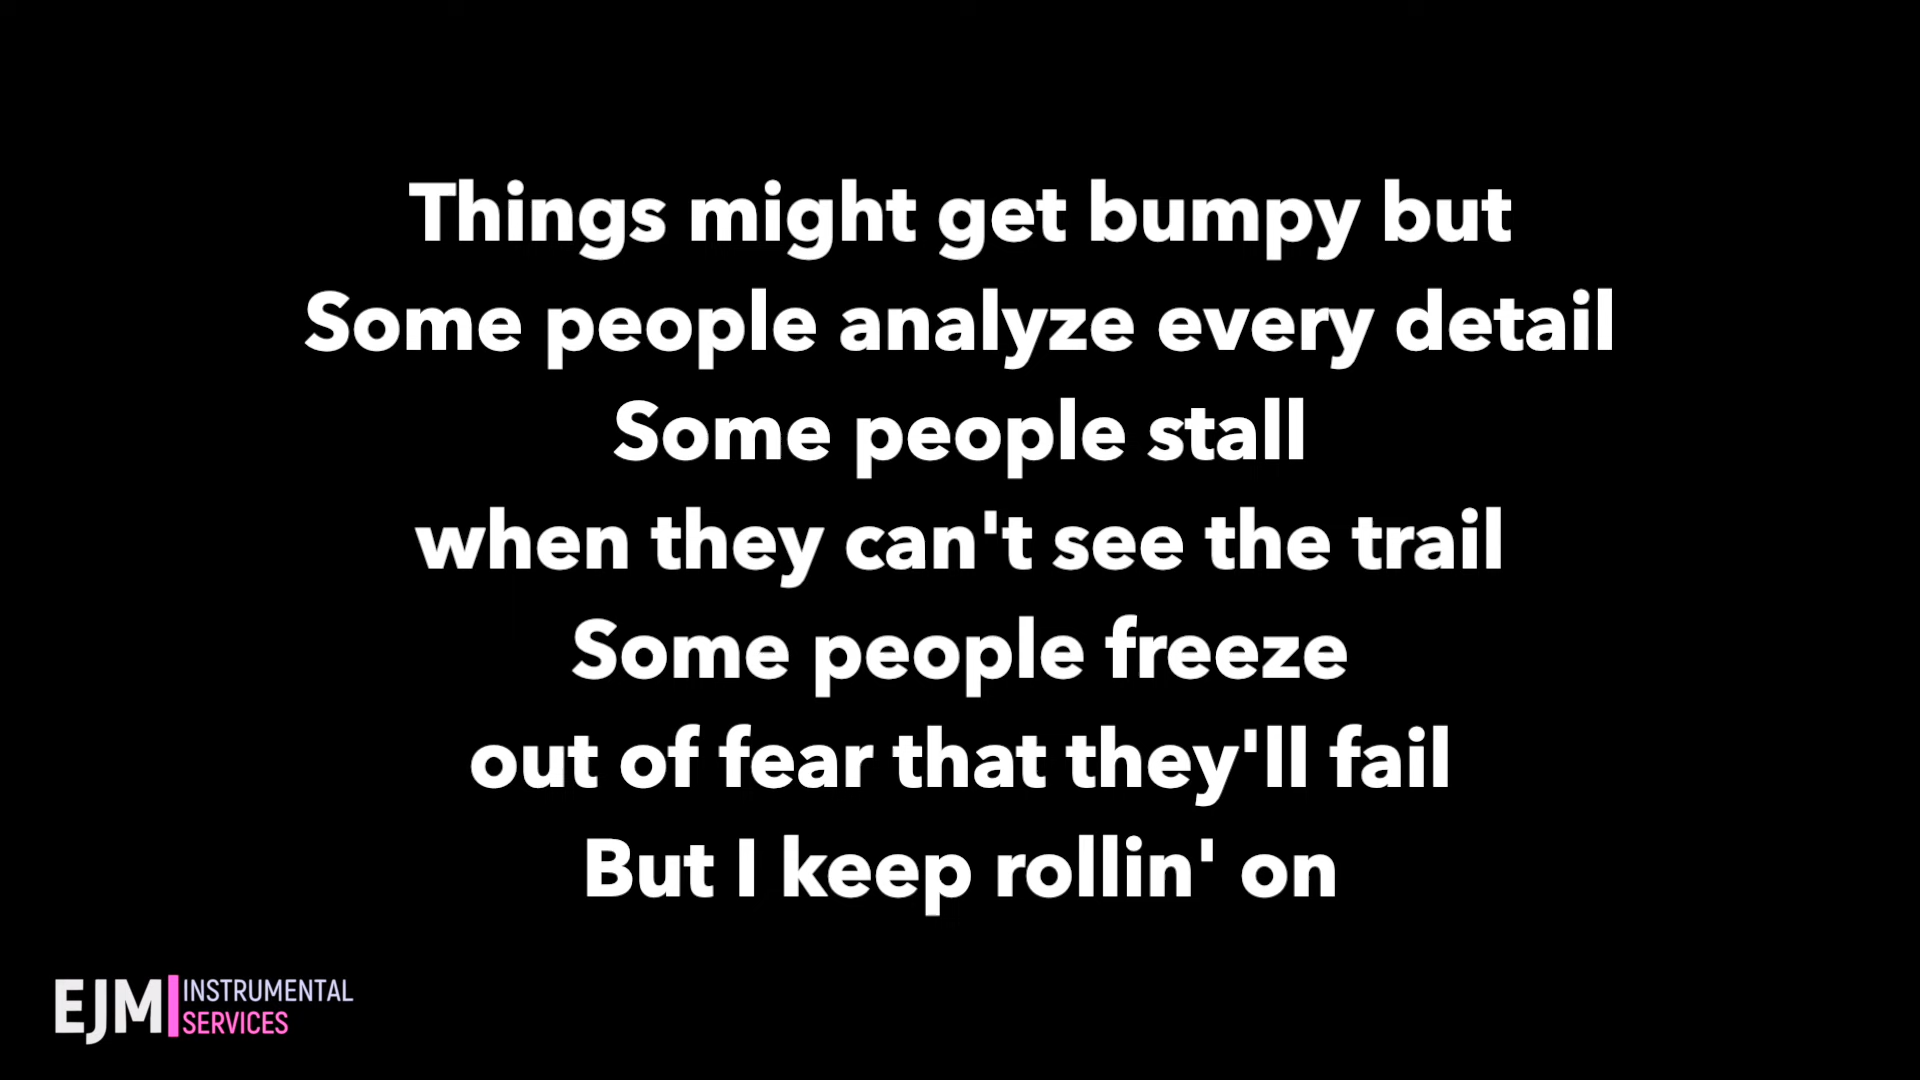 Things might get bumpy but
Some people analyze every detail
Some people stall
when they can't see the trail
Some people freeze
out of fear that they'll fail
But I keep rollin' on
EJM INSTRUMENTAL
SERVICES